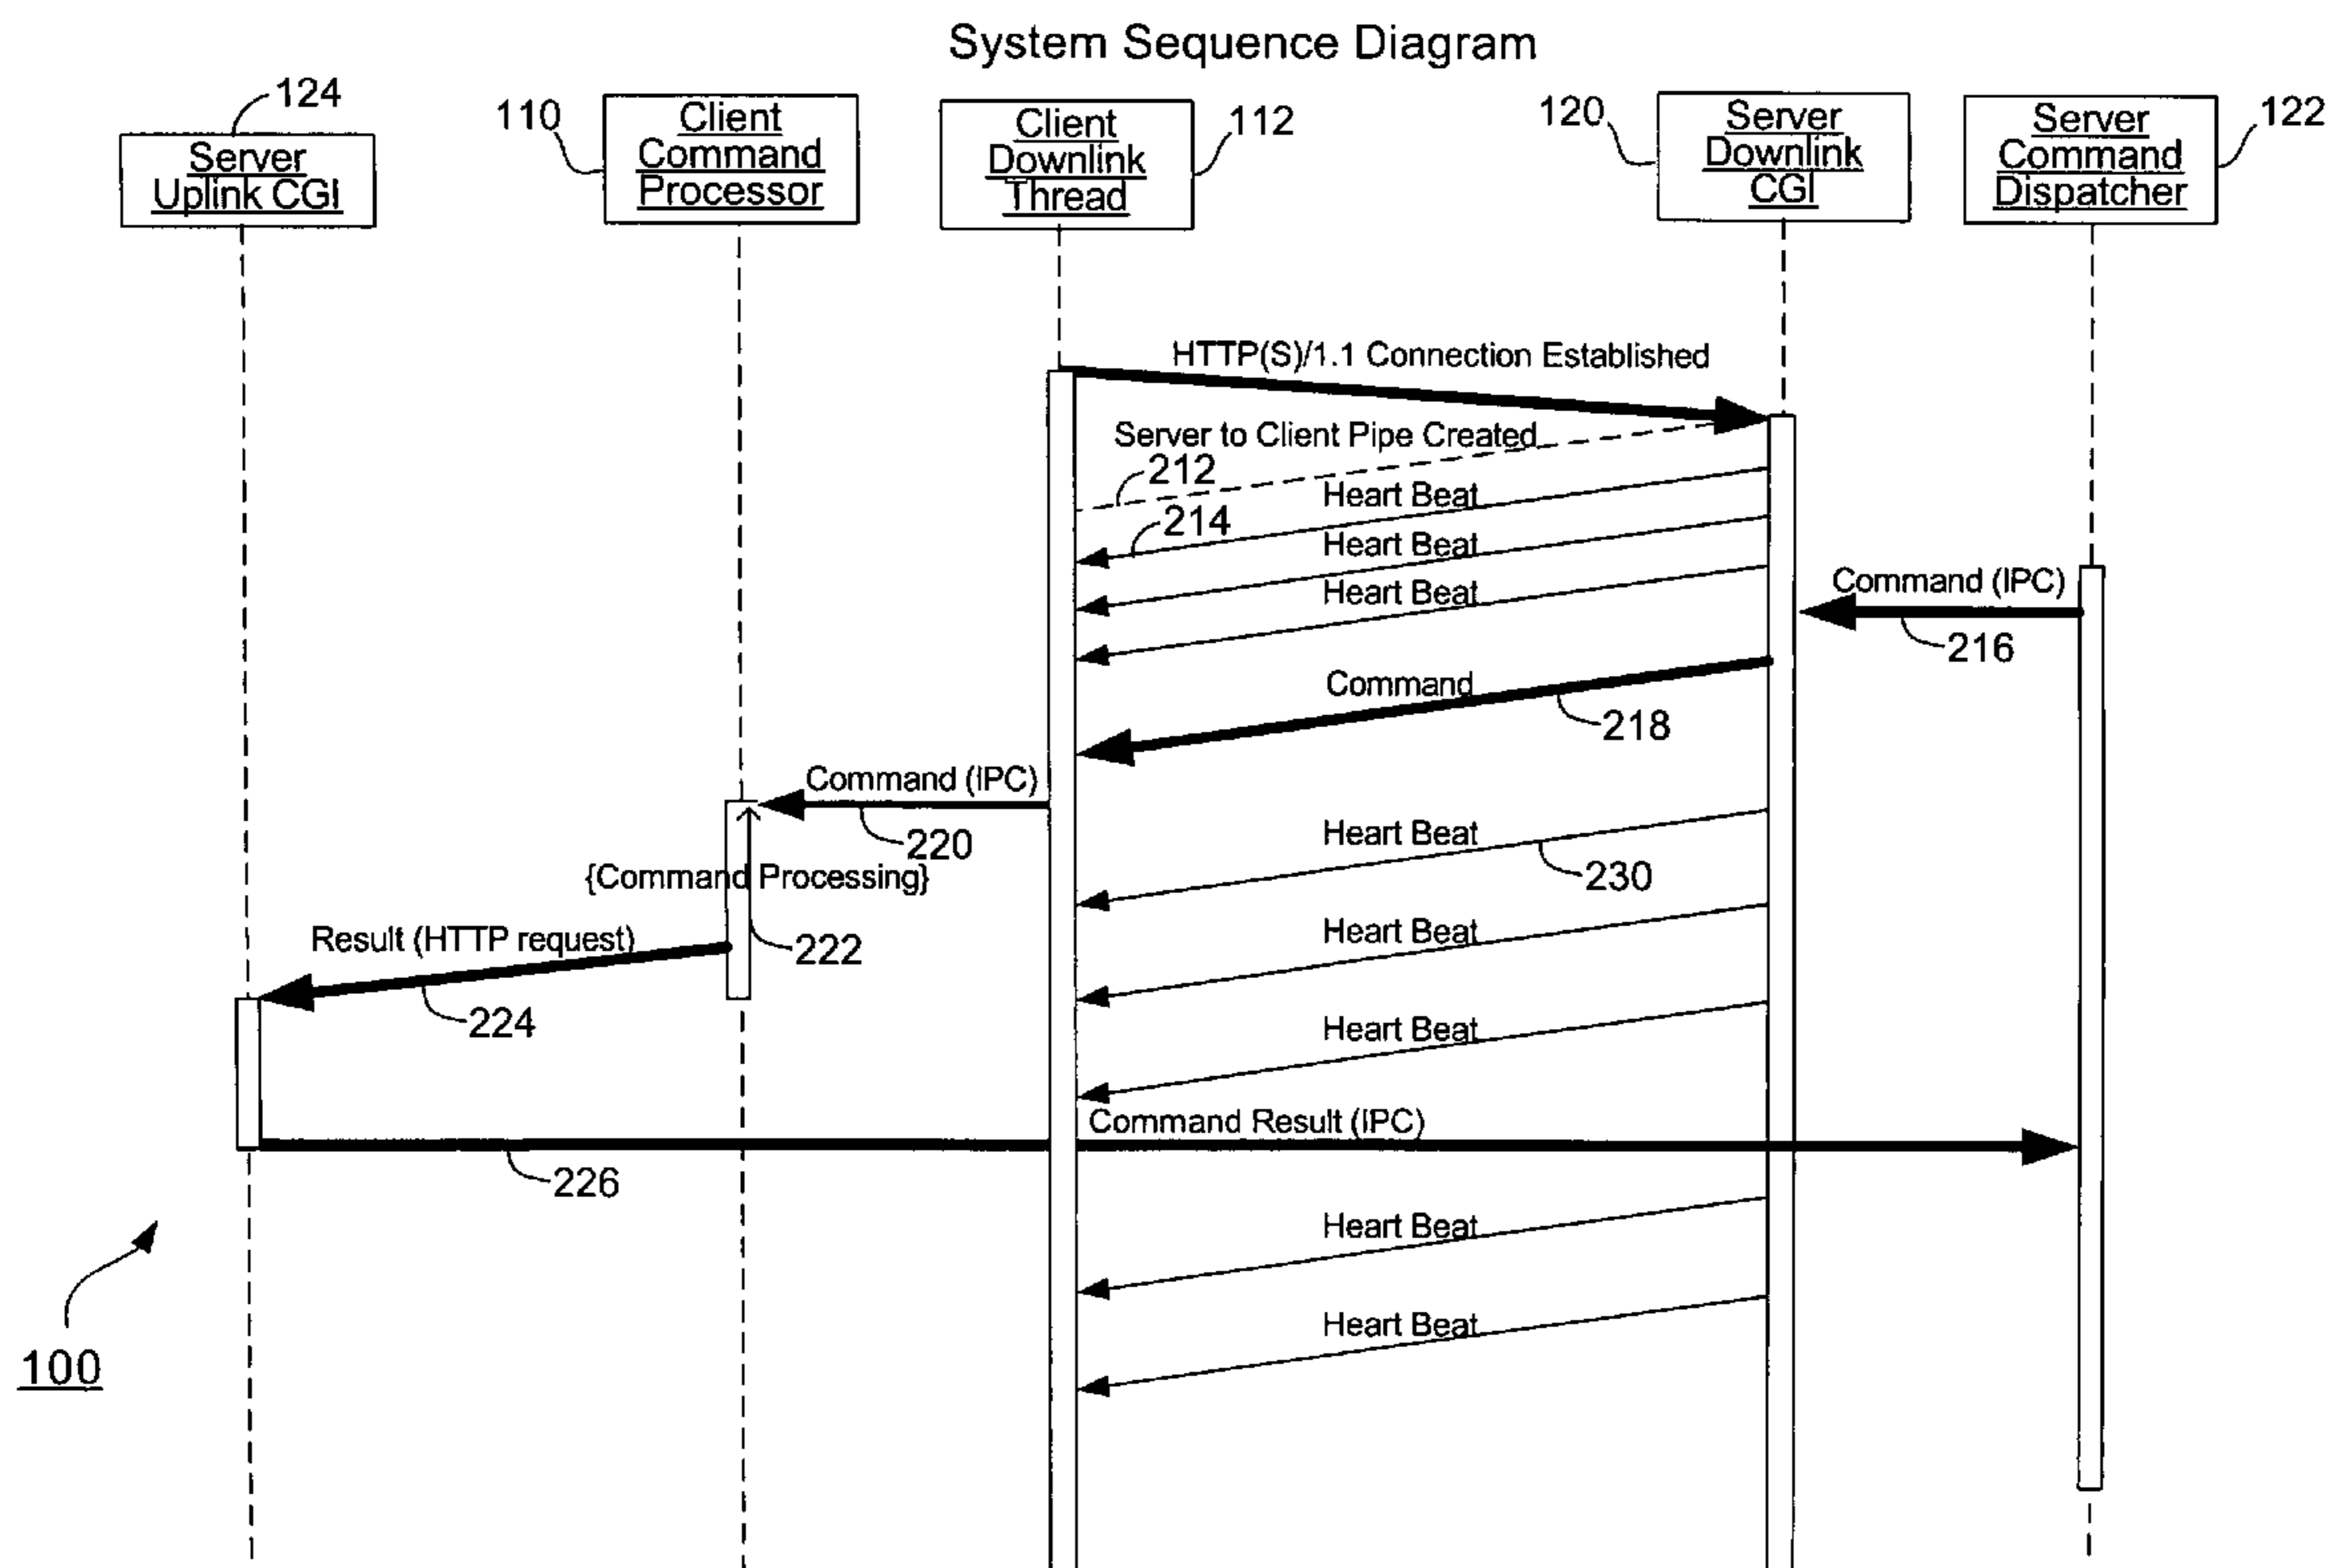 System Sequence Diagram
124
Server
Uplink CGI
110
Client
Command
Processor
Client
Downlink
Thread
112
120
Server
Downlink
CGI
Server
Command
Dispatcher
122
HTTP(S)/1.1 Connection Established
Server to Client Pipe Created
212
Heart Beat
214
Heart Beat
Heart Beat
Command (IPC)
216
Command
218
Command (IPC)
220
Heart Beat
230
{Command Processing}
222
Result (HTTP request)
224
Heart Beat
Heart Beat
Command Result (IPC)
226
Heart Beat
Heart Beat
100